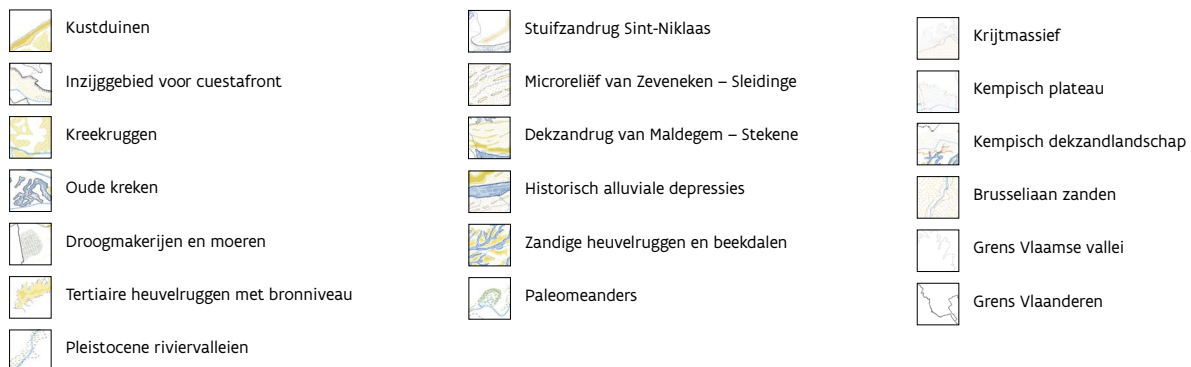 Kustduinen
Inzijggebied voor cuestafront
Kreekruggen
Oude kreken
Droogmakerijen en moeren
Tertiaire heuvelruggen met bronniveau
Pleistocene riviervalleien
Stuifzandrug Sint-Niklaas
Microreliëf van Zeveneken – Sleidinge
Dekzandrug van Maldegem – Stekene
Historisch alluviale depressies
Zandige heuvelruggen en beekdalen
Paleomeanders
Krijtmassief
Kempisch plateau
Kempisch dekzandlandschap
Brusseliaan zanden
Grens Vlaamse vallei
Grens Vlaanderen